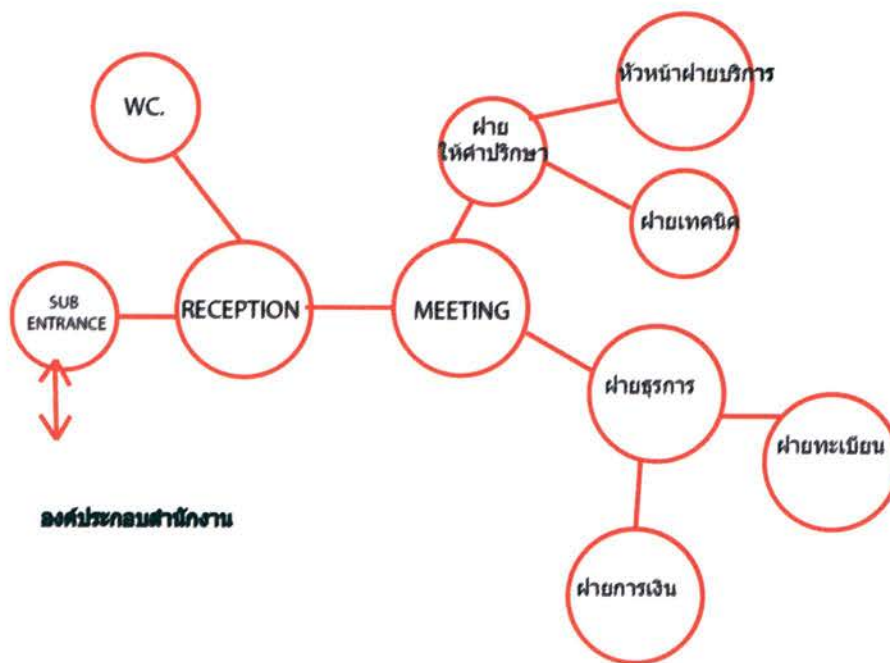 หัวหน้าฝ่ายบริการ
WC.
ฝ่าย
ให้คำปรึกษา
ฝ่ายเทคนิค
SUB
ENTRANCE
RECEPTION
MEETING
ฝ่ายธุรการ
ฝ่ายทะเบียน
องค์ประกอบสำนักงาน
ฝ่ายการเงิน